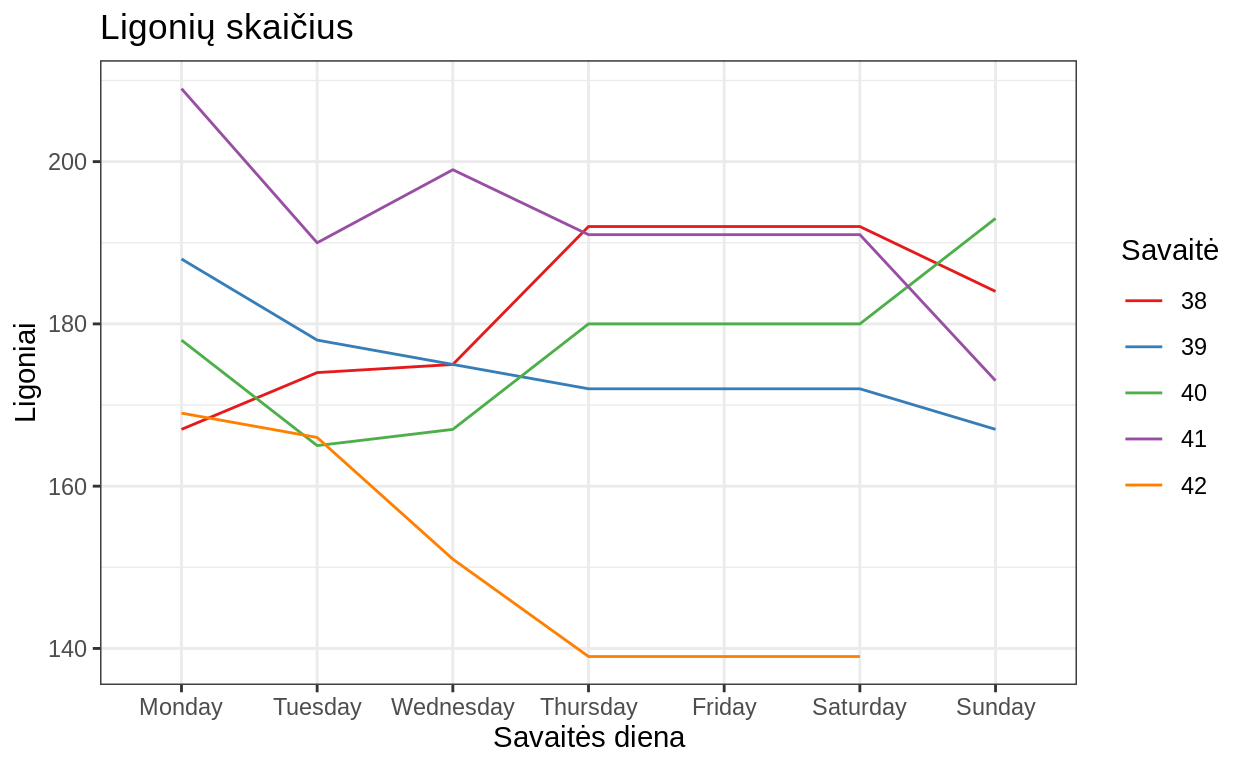 Ligonių skaičius
Ligoniai
200
180
160
140
Monday Tuesday Wednesday Thursday Friday Saturday Sunday
Savaitės diena
Savaitė
38
39
40
41
42